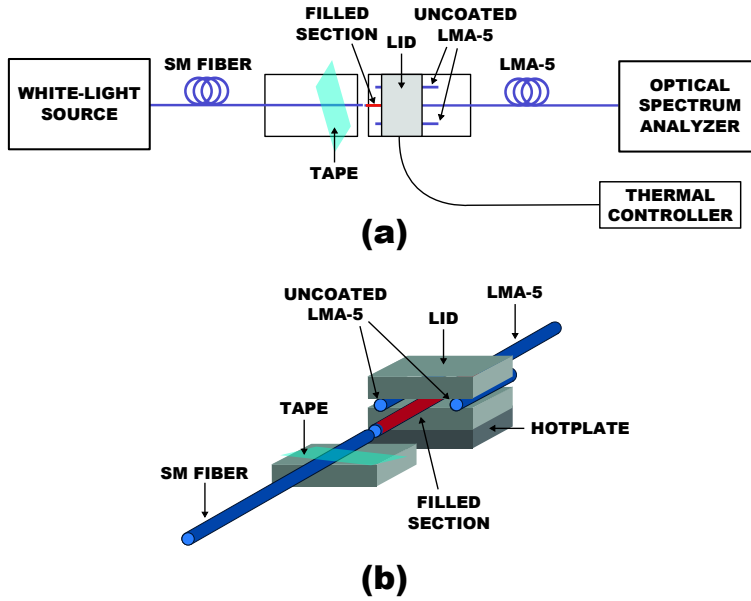 FILLED
SECTION
UNCOATED
LMA-5
LID
SM FIBER
LMA-5
WHITE-LIGHT
SOURCE
OPTICAL
SPECTRUM
ANALYZER
TAPE
THERMAL
CONTROLLER
(a)
UNCOATED
LMA-5
LMA-5
LID
TAPE
HOTPLATE
SM FIBER
FILLED
SECTION
(b)